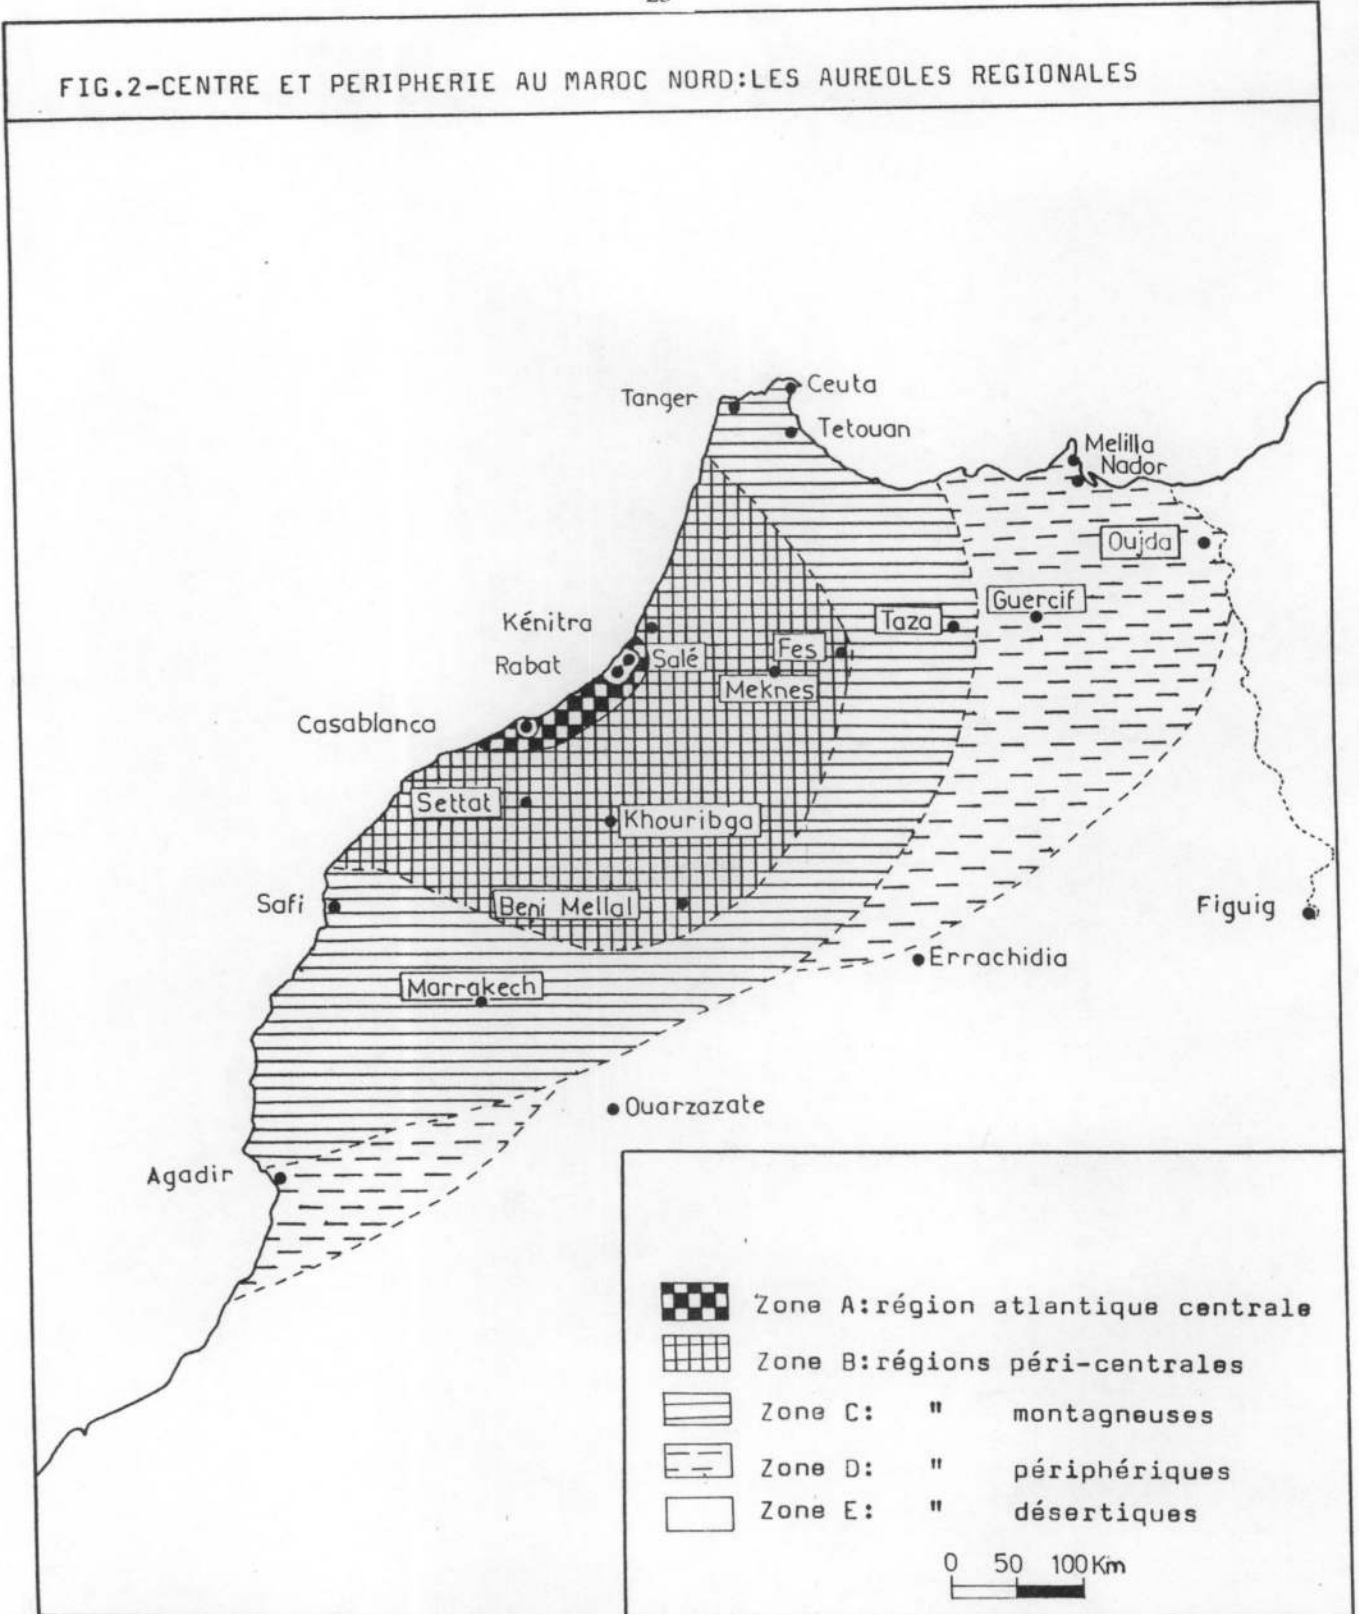 FIG.2-CENTRE ET PERIPHERIE AU MAROC NORD:LES AUREOLES REGIONALES
Ceuta
Tanger
Tetouan
Melilla
Nador
Oujda
Guercif
Taza
Kénitra
Fes
Salé
Rabat
Meknes
Casablanca
Settat
Khouribga
Beni Mellal
Safi
Figuig
Errachidia
Marrakech
Ouarzazate
Agadir
Zone A:région atlantique centrale
Zone B:régions péri-centrales
Zone C: " montagneuses
Zone D: " périphériques
Zone E: " désertiques
0 50 100Km